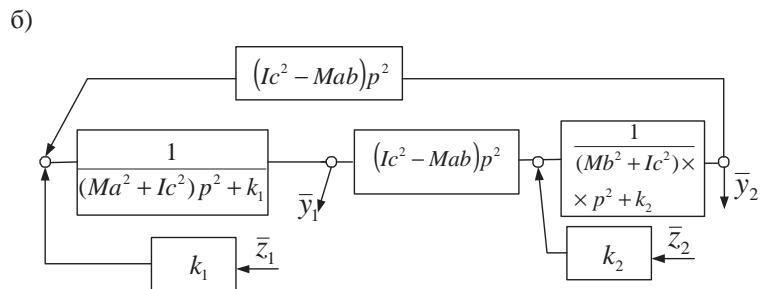 б)
(Ic² − Mab)p²
1
(Ma² + Ic²) p² + k₁
ȳ₁
(Ic² − Mab)p²
1
(Mb² + Ic²) ×
× p² + k₂
ȳ₂
k₁
z̄₁
k₂
z̄₂